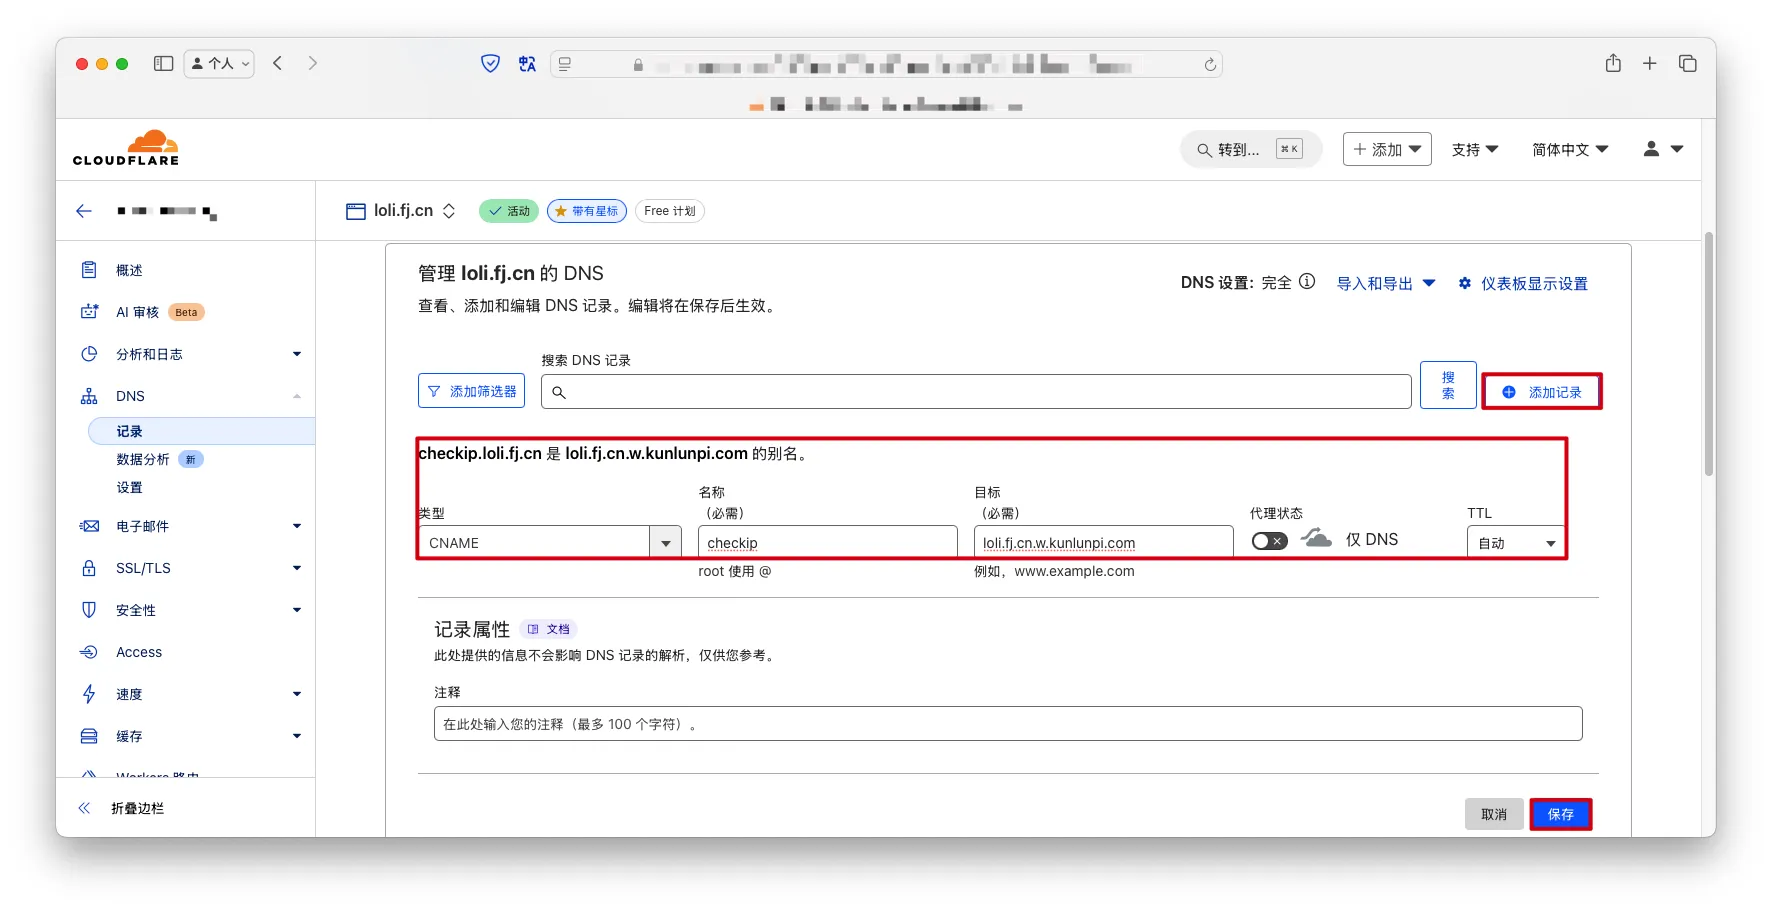 个人
CLOUDFLARE
转到... ⌘ K
添加
支持
简体中文
loli.fj.cn
活动
带有星标
Free 计划
概述
AI 审核 Beta
分析和日志
DNS
记录
数据分析 新
设置
电子邮件
SSL/TLS
安全性
Access
速度
缓存
Workers 路由
折叠边栏
管理 loli.fj.cn 的 DNS
查看、添加和编辑 DNS 记录。编辑将在保存后生效。
DNS 设置: 完全
导入和导出
仪表板显示设置
搜索 DNS 记录
添加筛选器
搜索
添加记录
checkip.loli.fj.cn 是 loli.fj.cn.w.kunlunpi.com 的别名。
类型
CNAME
名称
（必需）
checkip
root 使用 @
目标
（必需）
loli.fj.cn.w.kunlunpi.com
例如，www.example.com
代理状态
仅 DNS
TTL
自动
记录属性 文档
此处提供的信息不会影响 DNS 记录的解析，仅供您参考。
注释
在此处输入您的注释（最多 100 个字符）。
取消
保存